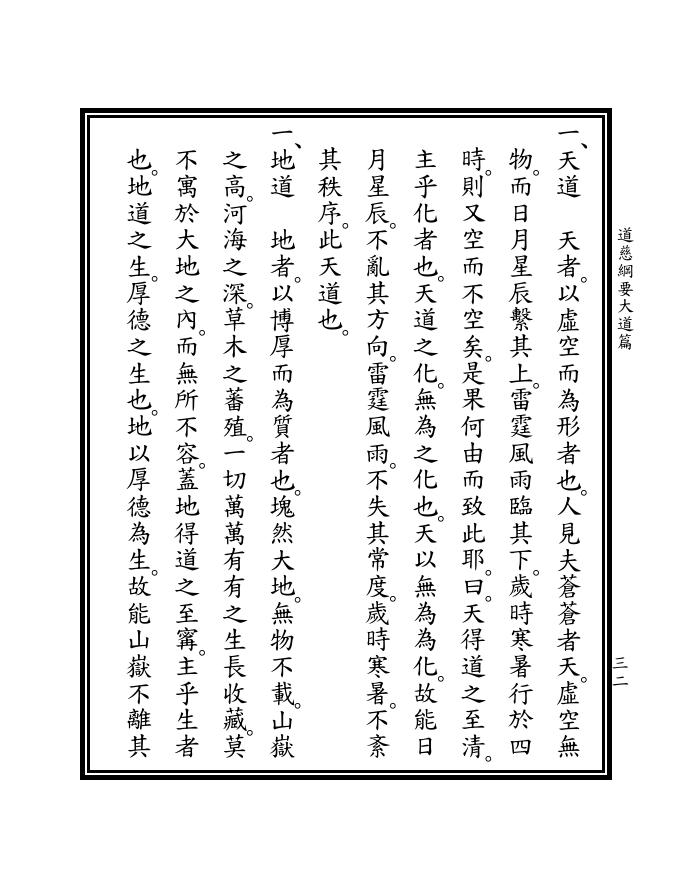 道慈綱要大道篇
三二
一、天道　天者。以虛空而為形者也。人見夫蒼蒼者天。虛空無
物。而日月星辰繫其上。雷霆風雨臨其下。歲時寒暑行於四
時。則又空而不空矣。是果何由而致此耶。曰。天得道之至清。
主乎化者也。天道之化。無為之化也。天以無為為化。故能日
月星辰。不亂其方向。雷霆風雨。不失其常度。歲時寒暑。不紊
其秩序。此天道也。
一、地道　地者。以博厚而為質者也。塊然大地。無物不載。山嶽
之高。河海之深。草木之蕃殖。一切萬萬有有之生長收藏。莫
不寓於大地之內。而無所不容。蓋地得道之至寗。主乎生者
也。地道之生。厚德之生也。地以厚德為生。故能山嶽不離其